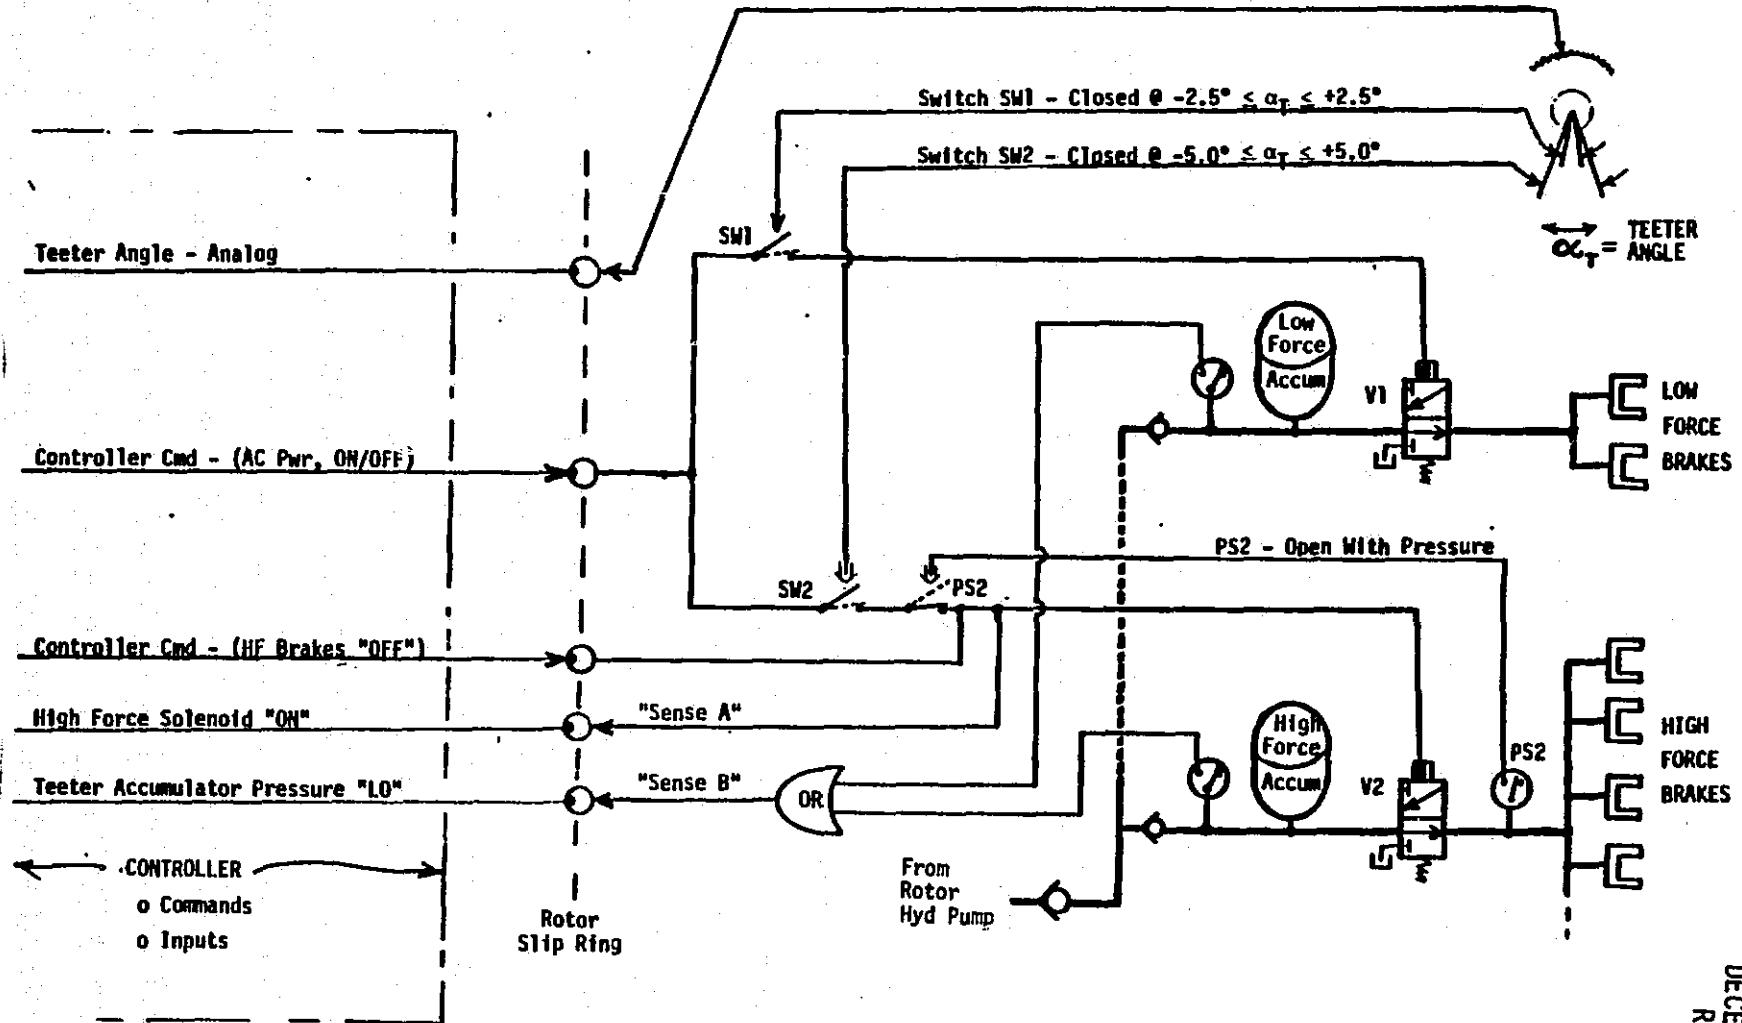 Switch SW1 - Closed @ -2.5° ≤ αT ≤ +2.5°
Switch SW2 - Closed @ -5.0° ≤ αT ≤ +5.0°
αT = TEETER
ANGLE
SW1
Teeter Angle - Analog
Low
Force
Accum
V1
LOW
FORCE
BRAKES
Controller Cmd - (AC Pwr, ON/OFF)
PS2 - Open With Pressure
SW2
PS2
Controller Cmd - (HF Brakes "OFF")
High Force Solenoid "ON"
"Sense A"
High
Force
Accum
PS2
V2
HIGH
FORCE
BRAKES
Teeter Accumulator Pressure "LO"
"Sense B"
OR
CONTROLLER
o Commands
o Inputs
Rotor
Slip Ring
From
Rotor
Hyd Pump
DECE
R